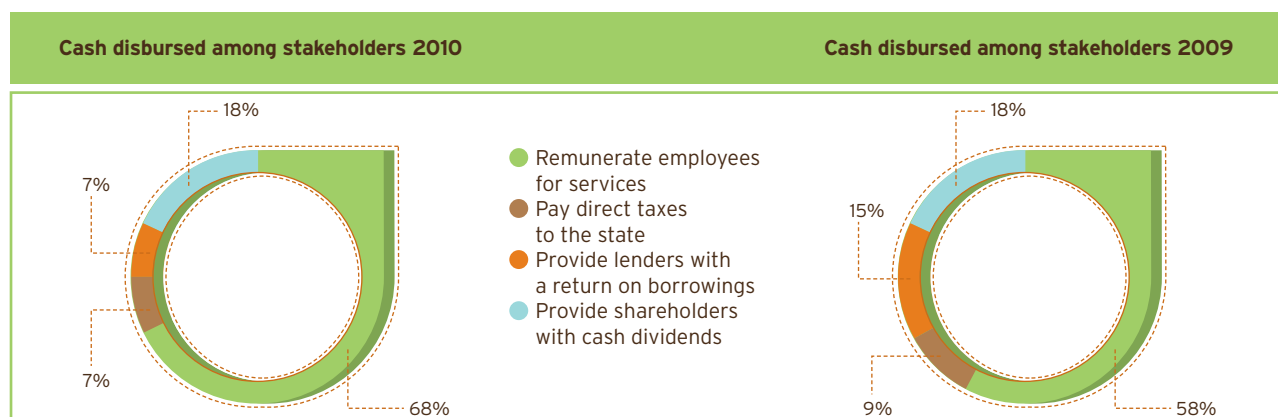 Cash disbursed among stakeholders 2010
Cash disbursed among stakeholders 2009
18%
7%
7%
68%
Remunerate employees
for services
Pay direct taxes
to the state
Provide lenders with
a return on borrowings
Provide shareholders
with cash dividends
18%
15%
9%
58%